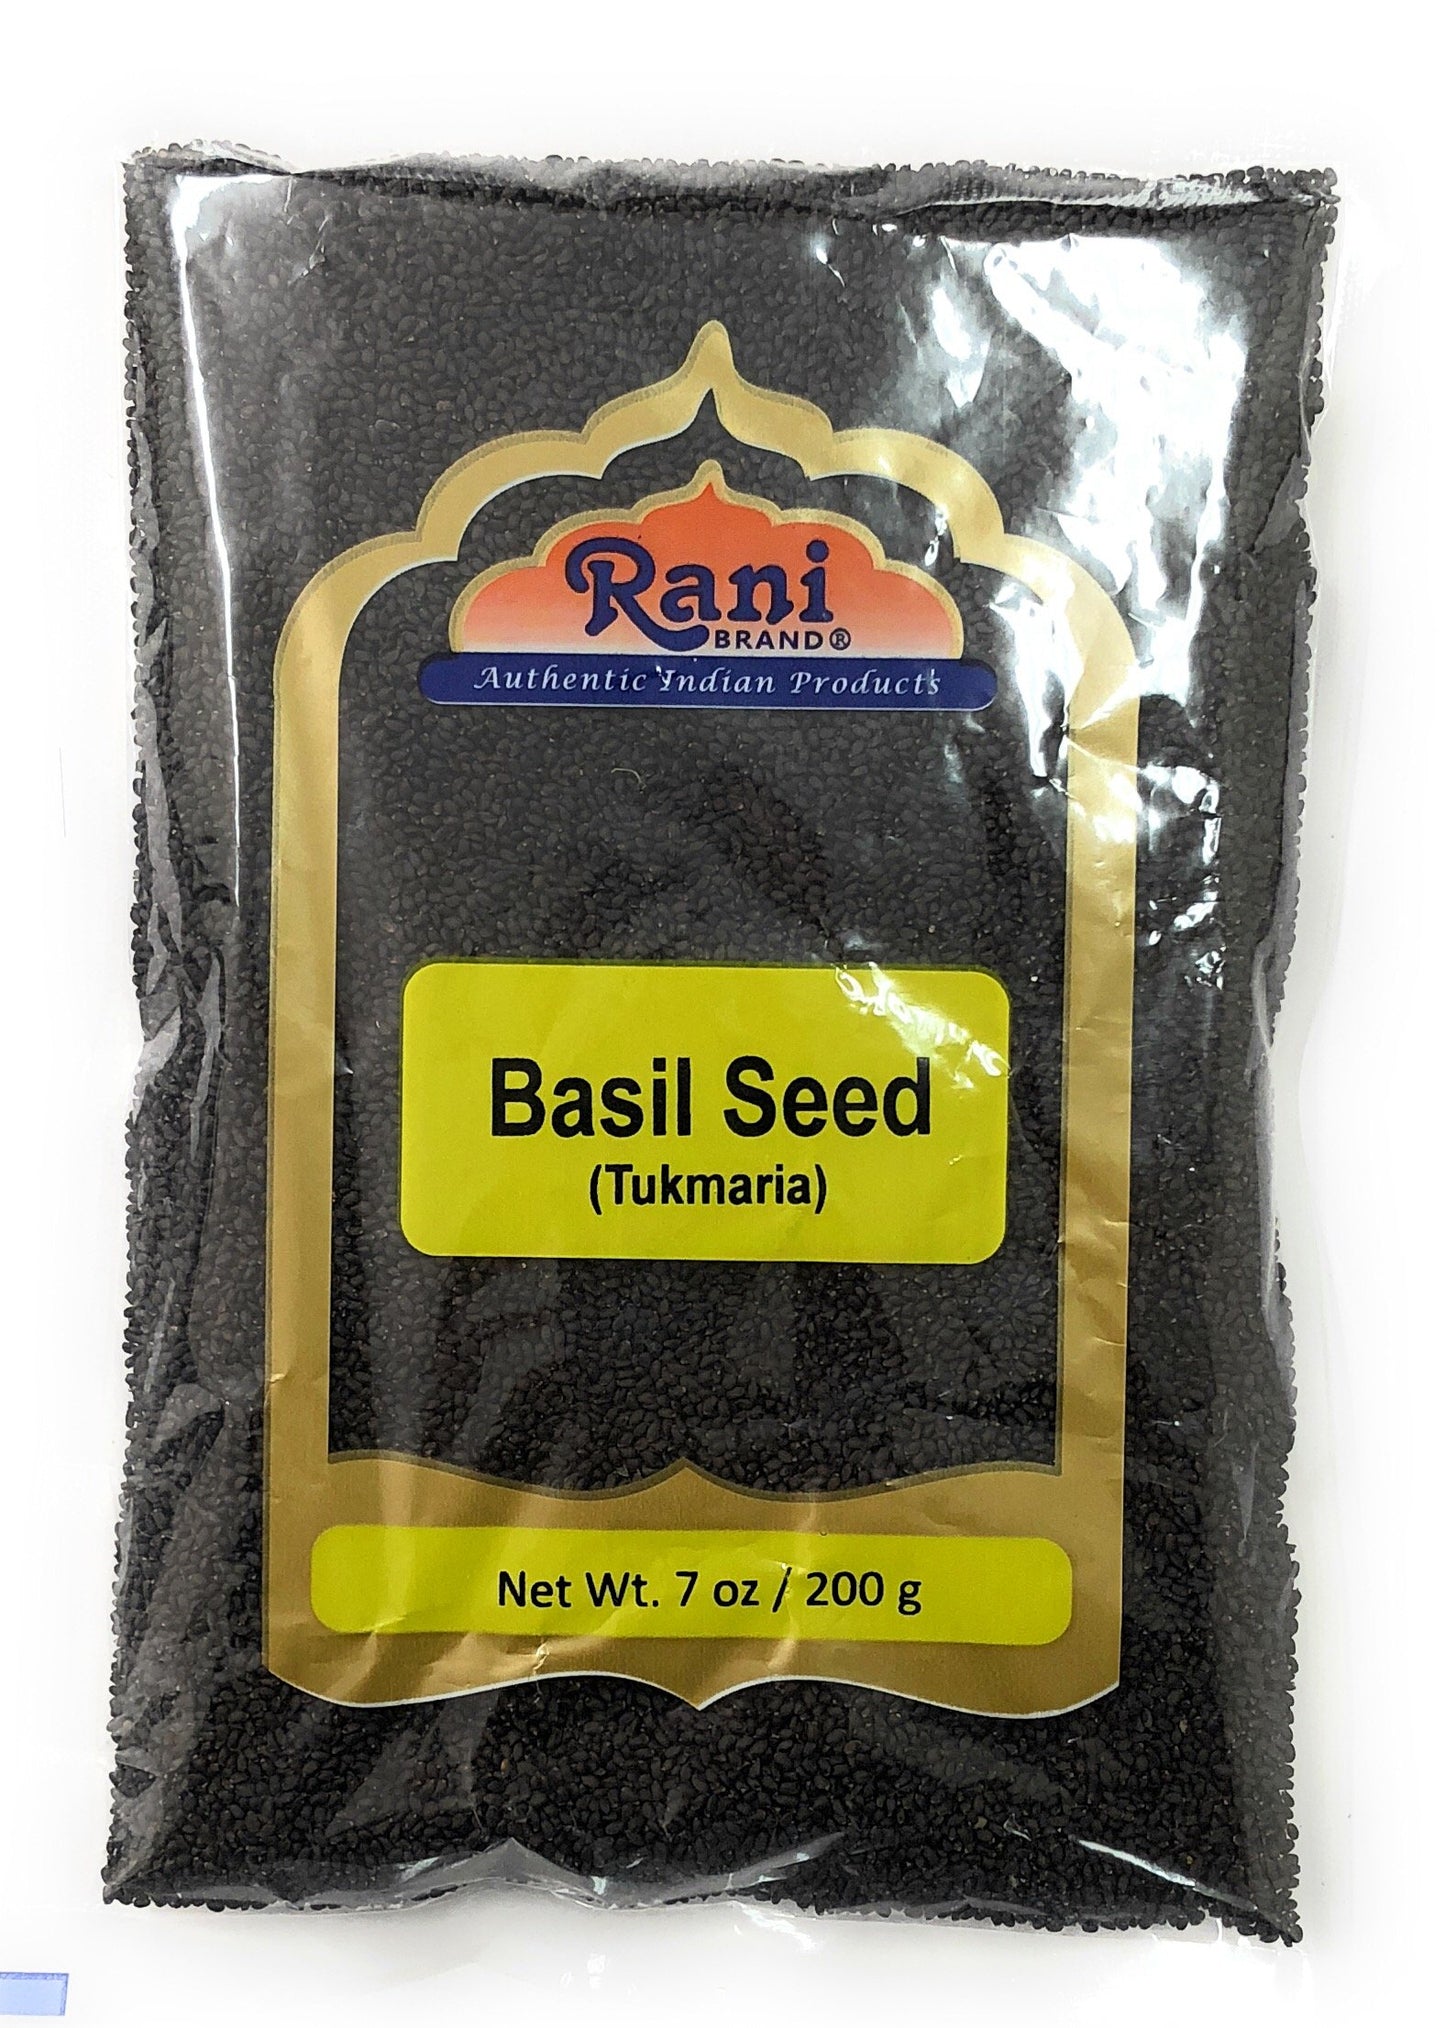 Rani
BRAND®
Authentic Indian Products
Basil Seed
(Tukmaria)
Net Wt. 7 oz / 200 g